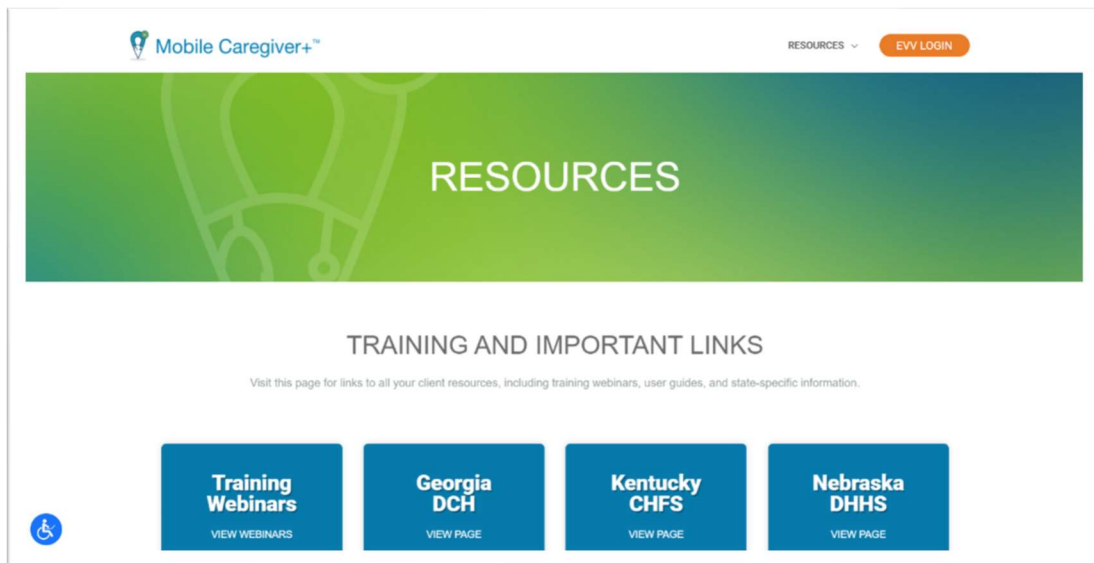 Mobile Caregiver+™
RESOURCES
EVV LOGIN
RESOURCES
TRAINING AND IMPORTANT LINKS
Visit this page for links to all your client resources, including training webinars, user guides, and state-specific information.
Training
Webinars
VIEW WEBINARS
Georgia
DCH
VIEW PAGE
Kentucky
CHFS
VIEW PAGE
Nebraska
DHHS
VIEW PAGE